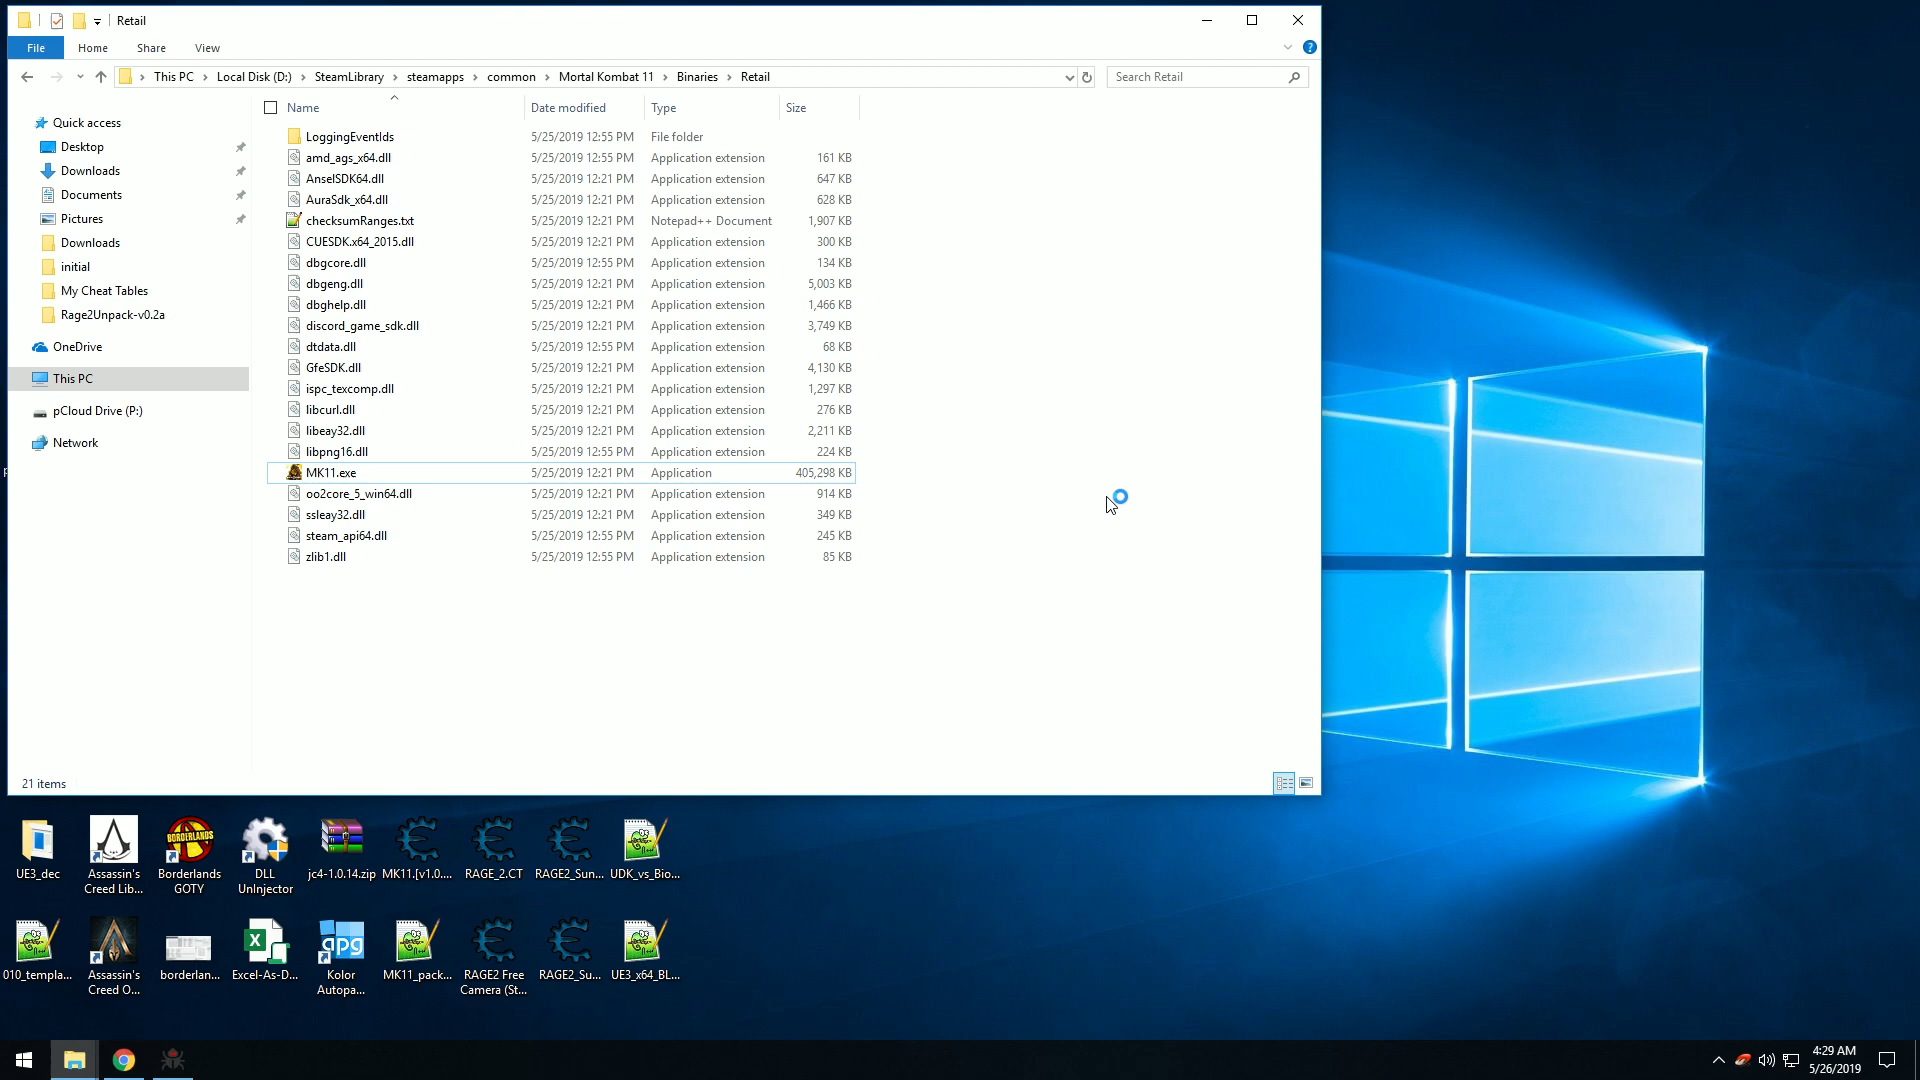 Retail
File Home Share View
This PC Local Disk (D:) SteamLibrary steamapps common Mortal Kombat 11 Binaries Retail
Search Retail
Quick access
Desktop
Downloads
Documents
Pictures
Downloads
initial
My Cheat Tables
Rage2Unpack-v0.2a
OneDrive
This PC
pCloud Drive (P:)
Network
Name Date modified Type Size
LoggingEventIds 5/25/2019 12:55 PM File folder
amd_ags_x64.dll 5/25/2019 12:55 PM Application extension 161 KB
AnselSDK64.dll 5/25/2019 12:21 PM Application extension 647 KB
AuraSdk_x64.dll 5/25/2019 12:21 PM Application extension 628 KB
checksumRanges.txt 5/25/2019 12:21 PM Notepad++ Document 1,907 KB
CUESDK.x64_2015.dll 5/25/2019 12:21 PM Application extension 300 KB
dbgcore.dll 5/25/2019 12:55 PM Application extension 134 KB
dbgeng.dll 5/25/2019 12:21 PM Application extension 5,003 KB
dbghelp.dll 5/25/2019 12:21 PM Application extension 1,466 KB
discord_game_sdk.dll 5/25/2019 12:21 PM Application extension 3,749 KB
dtdata.dll 5/25/2019 12:21 PM Application extension 68 KB
GfeSDK.dll 5/25/2019 12:21 PM Application extension 4,130 KB
ispc_texcomp.dll 5/25/2019 12:21 PM Application extension 1,297 KB
libcurl.dll 5/25/2019 12:21 PM Application extension 276 KB
libeay32.dll 5/25/2019 12:21 PM Application extension 2,211 KB
libpng16.dll 5/25/2019 12:55 PM Application extension 224 KB
MK11.exe 5/25/2019 12:21 PM Application 405,298 KB
oo2core_5_win64.dll 5/25/2019 12:21 PM Application extension 914 KB
ssleay32.dll 5/25/2019 12:21 PM Application extension 349 KB
steam_api64.dll 5/25/2019 12:55 PM Application extension 245 KB
zlib1.dll 5/25/2019 12:55 PM Application extension 85 KB
21 items
UE3_dec
Assassin's
Creed Lib...
Borderlands
GOTY
DLL
UnInjector
jc4-1.0.14.zip
MK11.[v1.0....
RAGE_2.CT
RAGE2_Sun...
UDK_vs_Bio...
010_templa...
Assassin's
Creed O...
borderlan...
Excel-As-D...
Kolor
Autopa...
MK11_pack...
RAGE2 Free
Camera (St...
RAGE2_Su...
UE3_x64_BL...
4:29 AM
5/26/2019